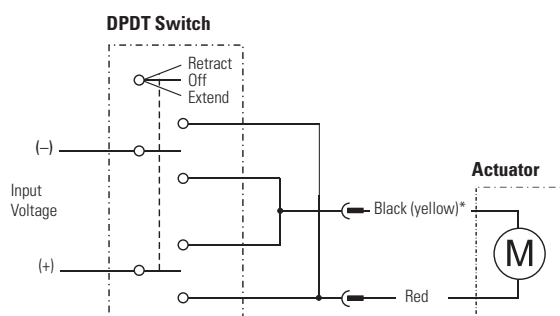 DPDT Switch
Retract
Off
Extend
(–)
Input
Voltage
(+)
Actuator
Black (yellow)*
M
Red